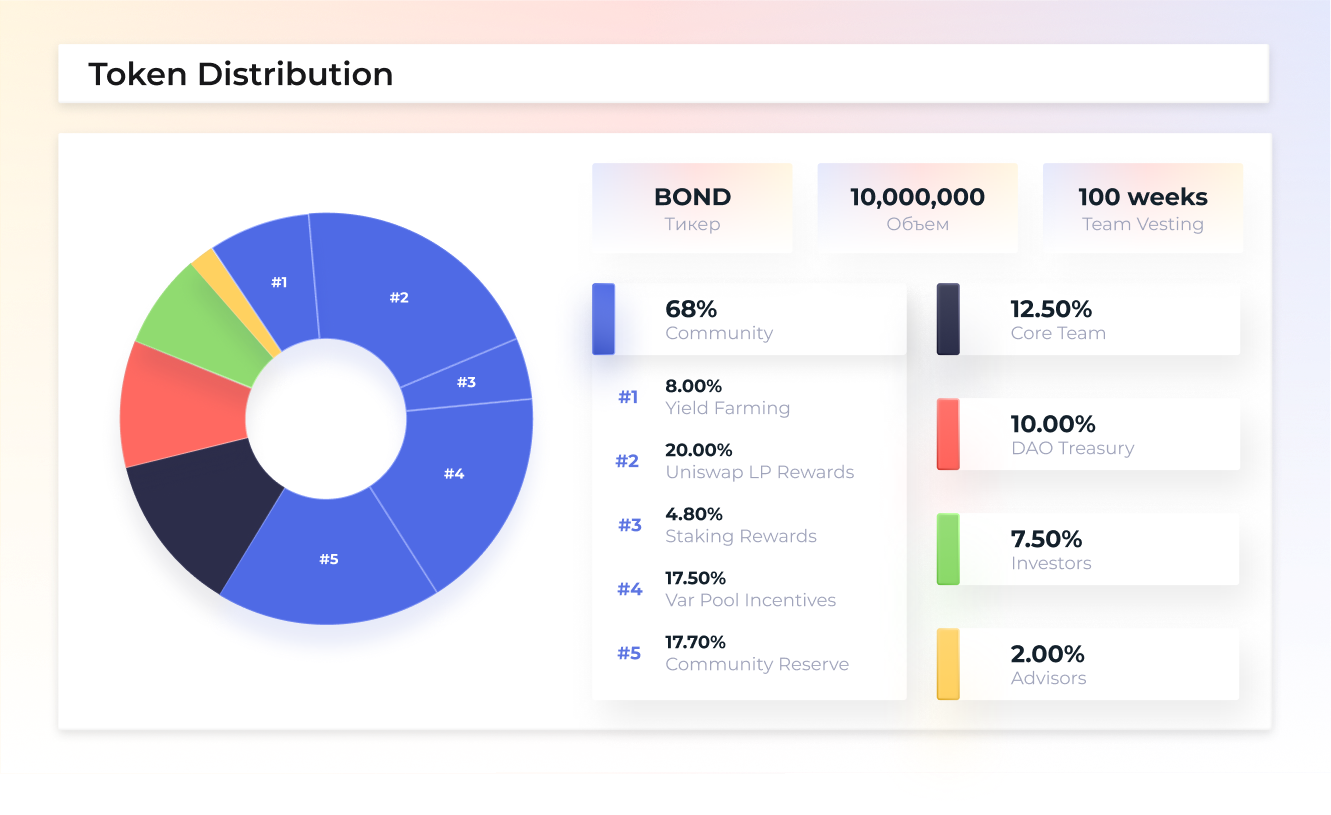 Token Distribution
#1
#2
#3
#4
#5
BOND
Тикер
10,000,000
Объем
100 weeks
Team Vesting
68%
Community
#1
8.00%
Yield Farming
#2
20.00%
Uniswap LP Rewards
#3
4.80%
Staking Rewards
#4
17.50%
Var Pool Incentives
#5
17.70%
Community Reserve
12.50%
Core Team
10.00%
DAO Treasury
7.50%
Investors
2.00%
Advisors